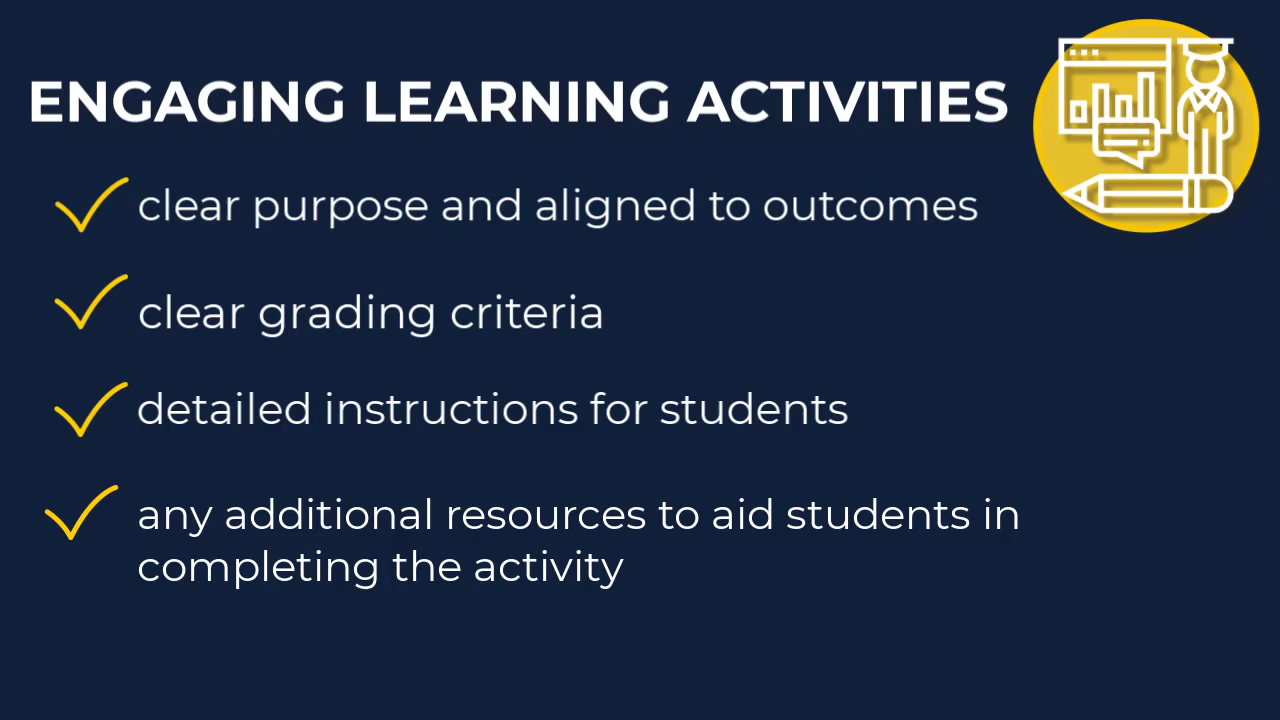 ENGAGING LEARNING ACTIVITIES
clear purpose and aligned to outcomes
clear grading criteria
detailed instructions for students
any additional resources to aid students in
completing the activity